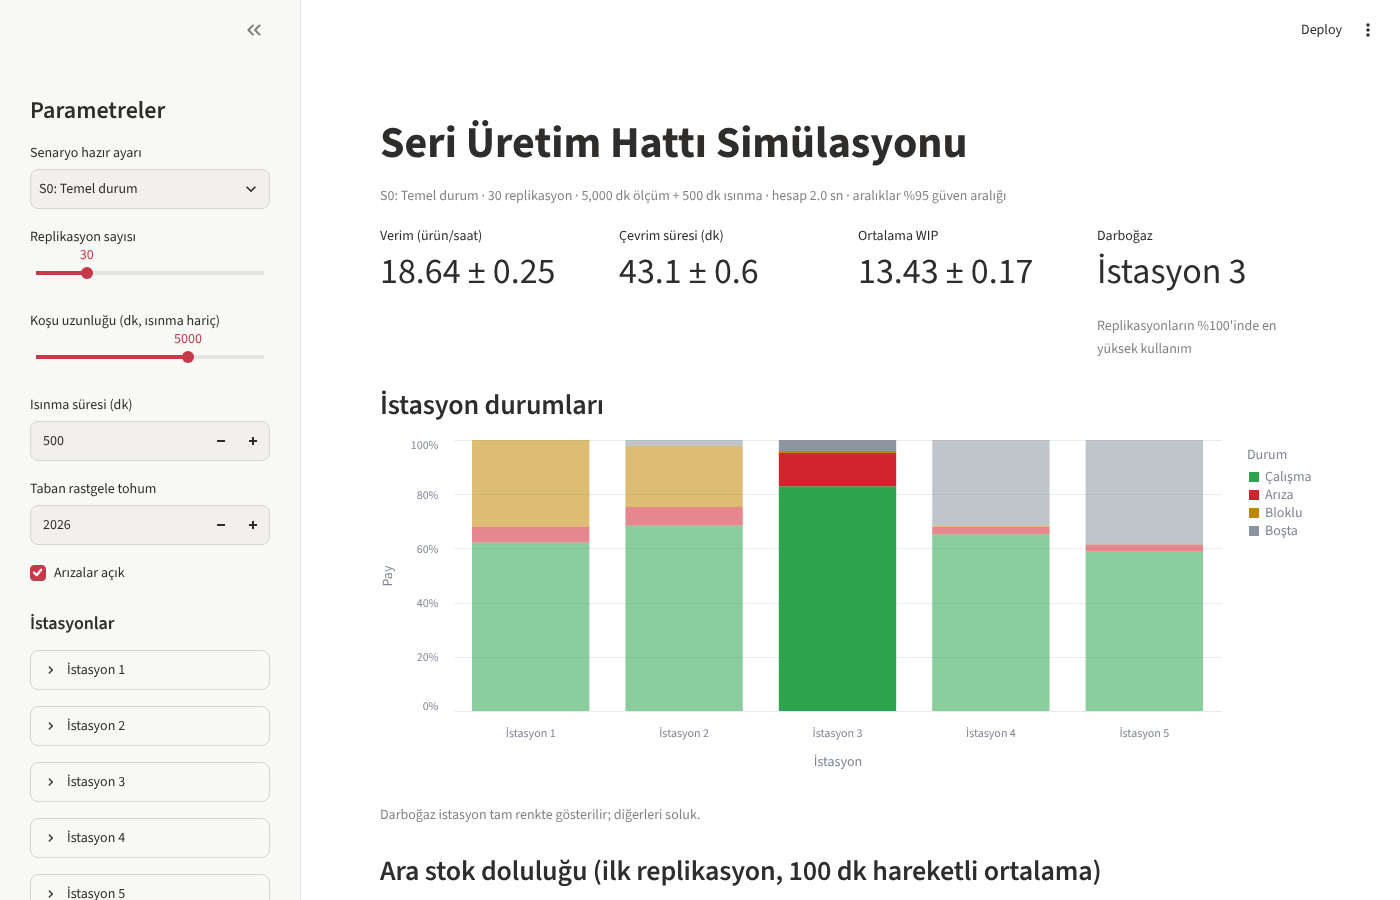 Deploy
Parametreler
Senaryo hazır ayarı
S0: Temel durum
Replikasyon sayısı
30
Koşu uzunluğu (dk, ısınma hariç)
5000
Isınma süresi (dk)
500
Taban rastgele tohum
2026
Arızalar açık
İstasyonlar
İstasyon 1
İstasyon 2
İstasyon 3
İstasyon 4
İstasyon 5
Seri Üretim Hattı Simülasyonu
S0: Temel durum · 30 replikasyon · 5,000 dk ölçüm + 500 dk ısınma · hesap 2.0 sn · aralıklar %95 güven aralığı
Verim (ürün/saat)
18.64 ± 0.25
Çevrim süresi (dk)
43.1 ± 0.6
Ortalama WIP
13.43 ± 0.17
Darboğaz
İstasyon 3
Replikasyonların %100'inde en
yüksek kullanım
İstasyon durumları
100%
80%
60%
40%
20%
0%
Pay
İstasyon 1
İstasyon 2
İstasyon 3
İstasyon 4
İstasyon 5
İstasyon
Durum
Çalışma
Arıza
Bloklu
Boşta
Darboğaz istasyon tam renkte gösterilir; diğerleri soluk.
Ara stok doluluğu (ilk replikasyon, 100 dk hareketli ortalama)